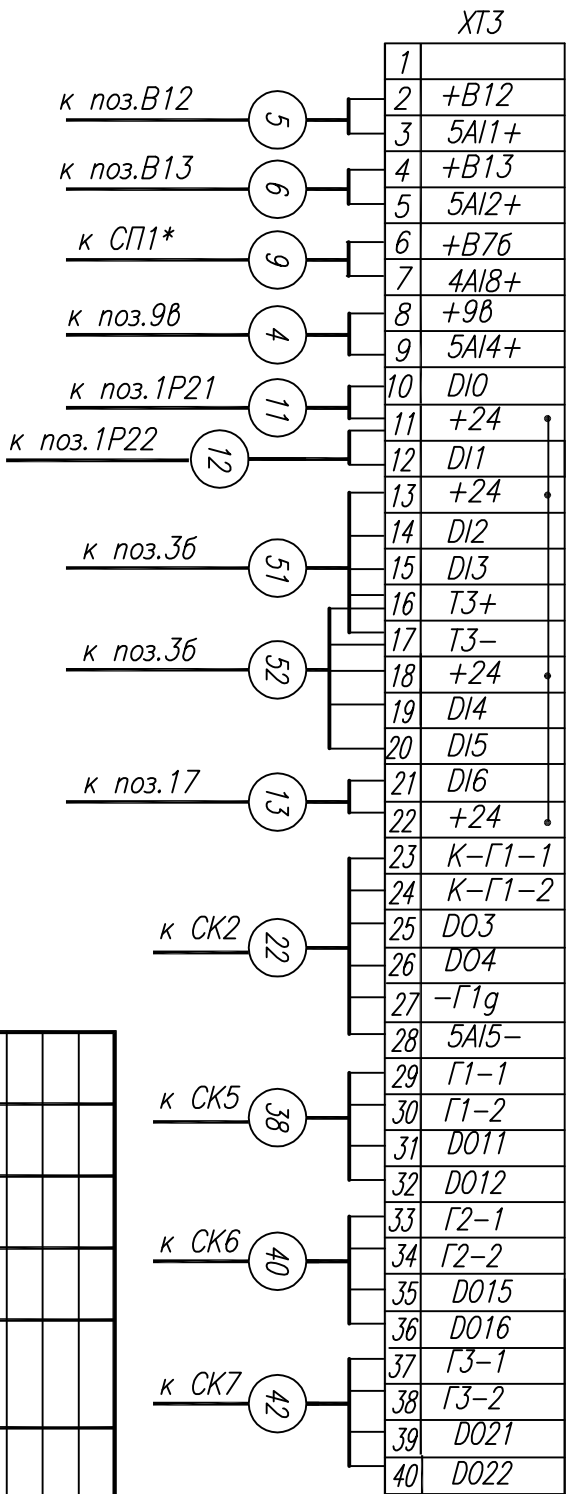 XT3
1
к поз.В12
5
2 +В12
3 5AI1+
к поз.В13
6
4 +В13
5 5AI2+
к СП1*
9
6 +В7б
7 4AI8+
к поз.9в
4
8 +9в
9 5AI4+
к поз.1Р21
11
10 DI0
11 +24
к поз.1Р22
12
12 DI1
13 +24
14 DI2
к поз.3б
51
15 DI3
16 Т3+
17 Т3-
к поз.3б
52
18 +24
19 DI4
20 DI5
к поз.17
13
21 DI6
22 +24
23 К-Г1-1
24 К-Г1-2
к СК2
22
25 DO3
26 DO4
27 -Г1g
28 5AI5-
к СК5
38
29 Г1-1
30 Г1-2
31 DO11
32 DO12
к СК6
40
33 Г2-1
34 Г2-2
35 DO15
36 DO16
к СК7
42
37 Г3-1
38 Г3-2
39 DO21
40 DO22